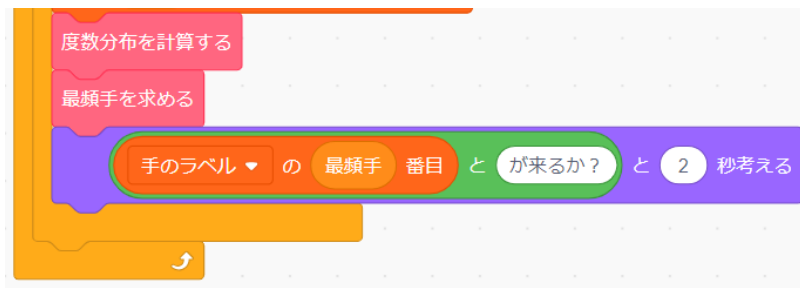 度数分布を計算する
最頻手を求める
手のラベル の 最頻手 番目 と が来るか? と 2 秒考える